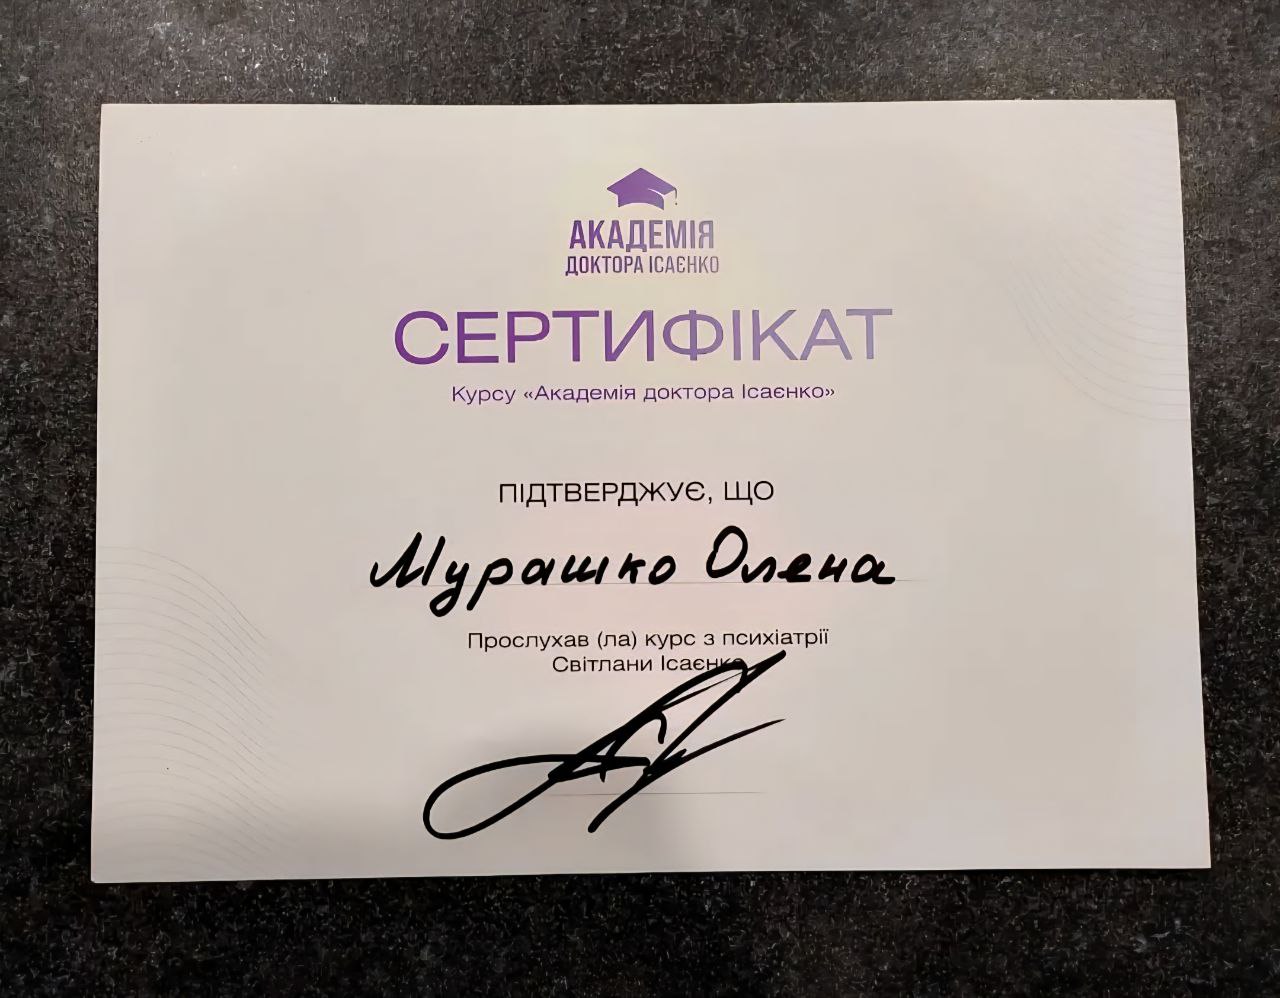 АКАДЕМІЯ
ДОКТОРА ІСАЄНКО
СЕРТИФІКАТ
Курсу «Академія доктора Ісаєнко»
ПІДТВЕРДЖУЄ, ЩО
Мурашко Олена
Прослухав (ла) курс з психіатрії
Світлани Ісаєнко